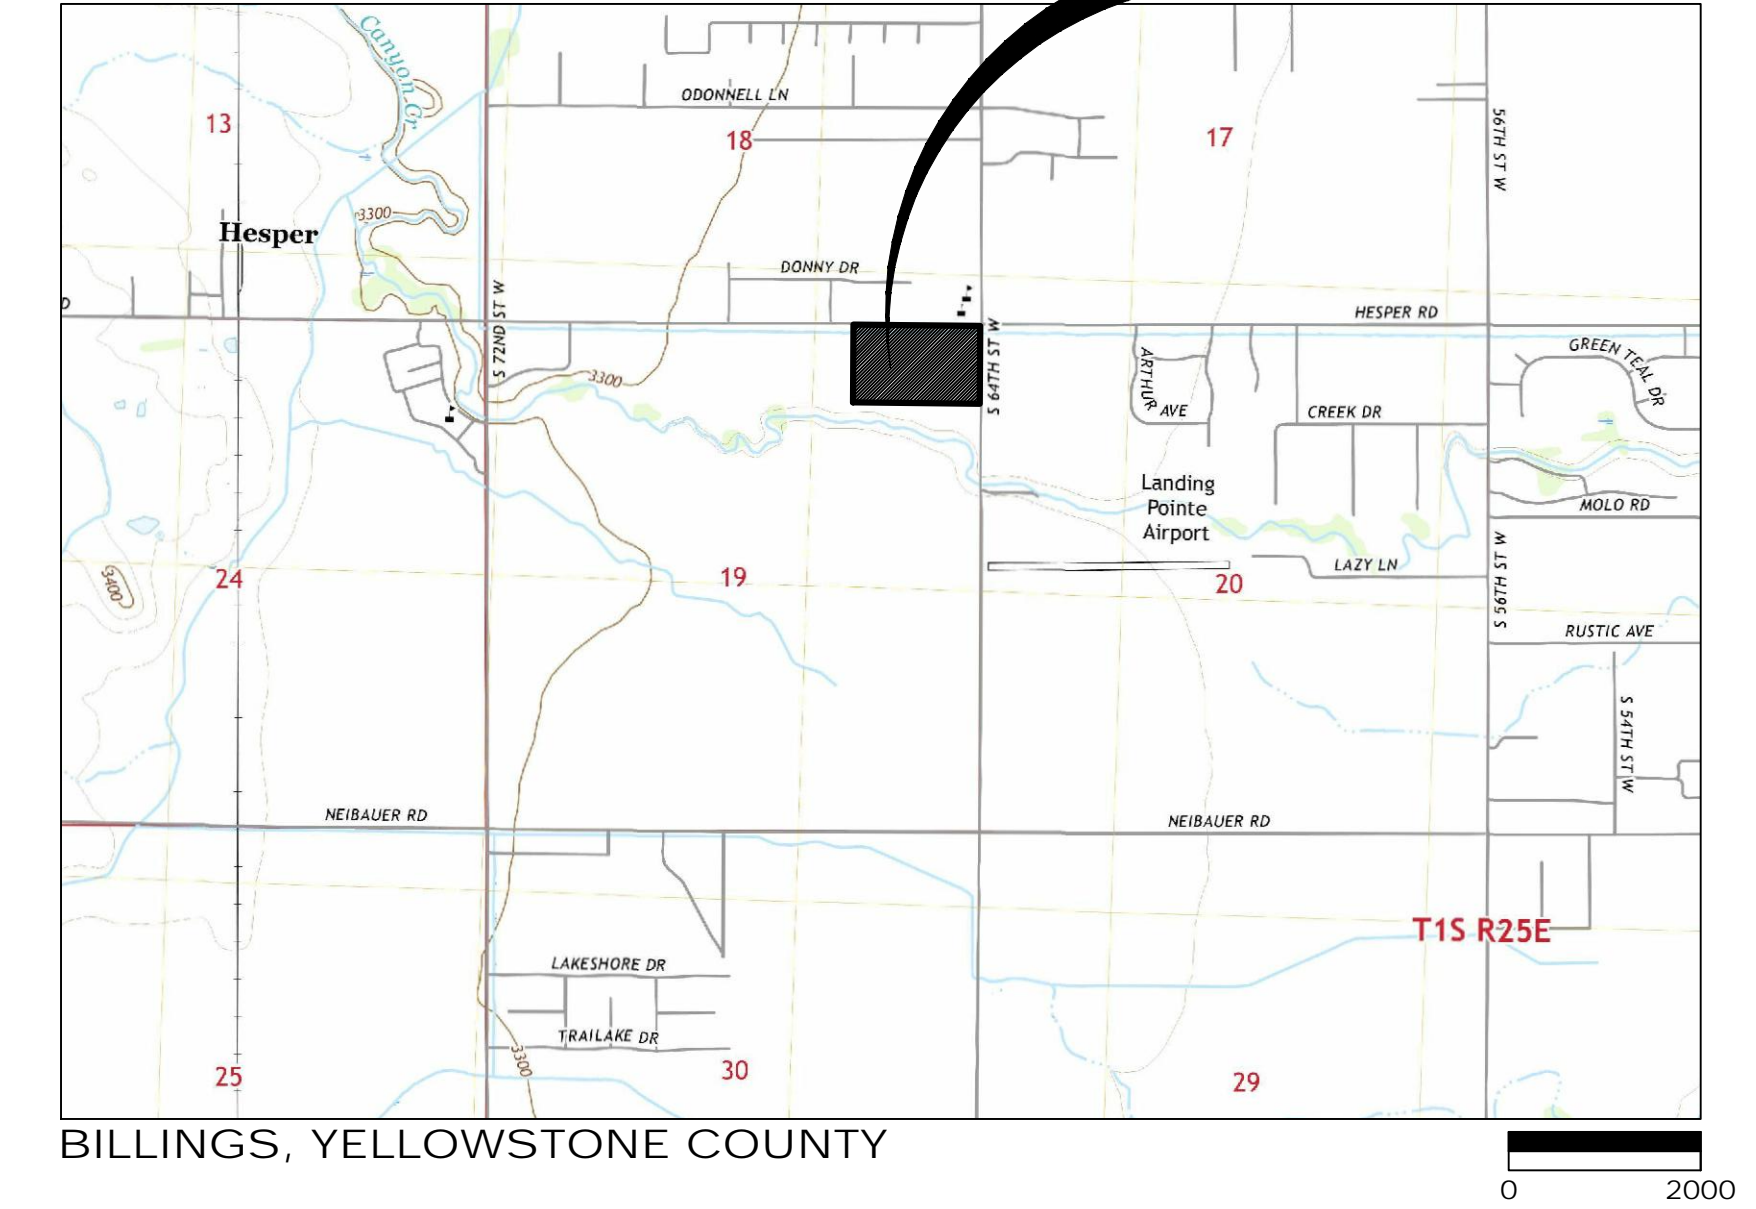 Canyon Cr
ODONNELL LN
13
18
17
56TH ST W
3300
Hesper
DONNY DR
S 72ND ST W
HESPER RD
D
S 64TH ST W
GREEN TEAL DR
ARTHUR
AVE
3300
CREEK DR
Landing
Pointe
Airport
MOLO RD
S 56TH ST W
LAZY LN
3400
24
19
20
RUSTIC AVE
S 54TH ST W
NEIBAUER RD
NEIBAUER RD
T1S R25E
LAKESHORE DR
TRAILAKE DR
3300
25
30
29
BILLINGS, YELLOWSTONE COUNTY
0 2000